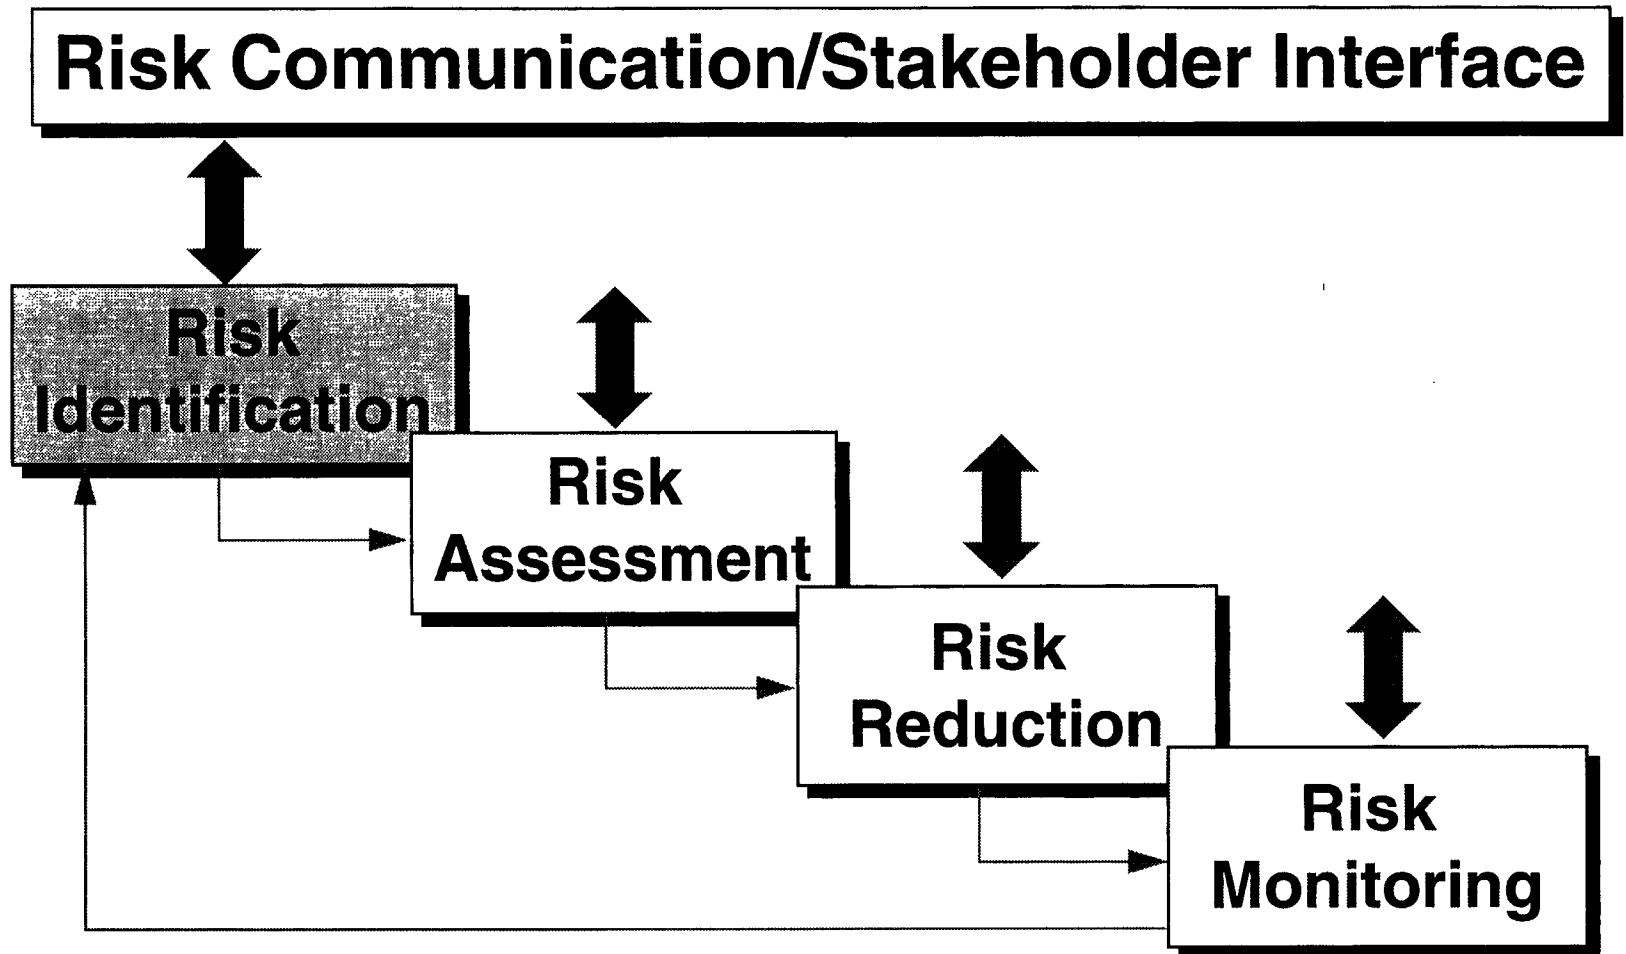 Risk Communication/Stakeholder Interface
Risk
Identification
Risk
Assessment
Risk
Reduction
Risk
Monitoring